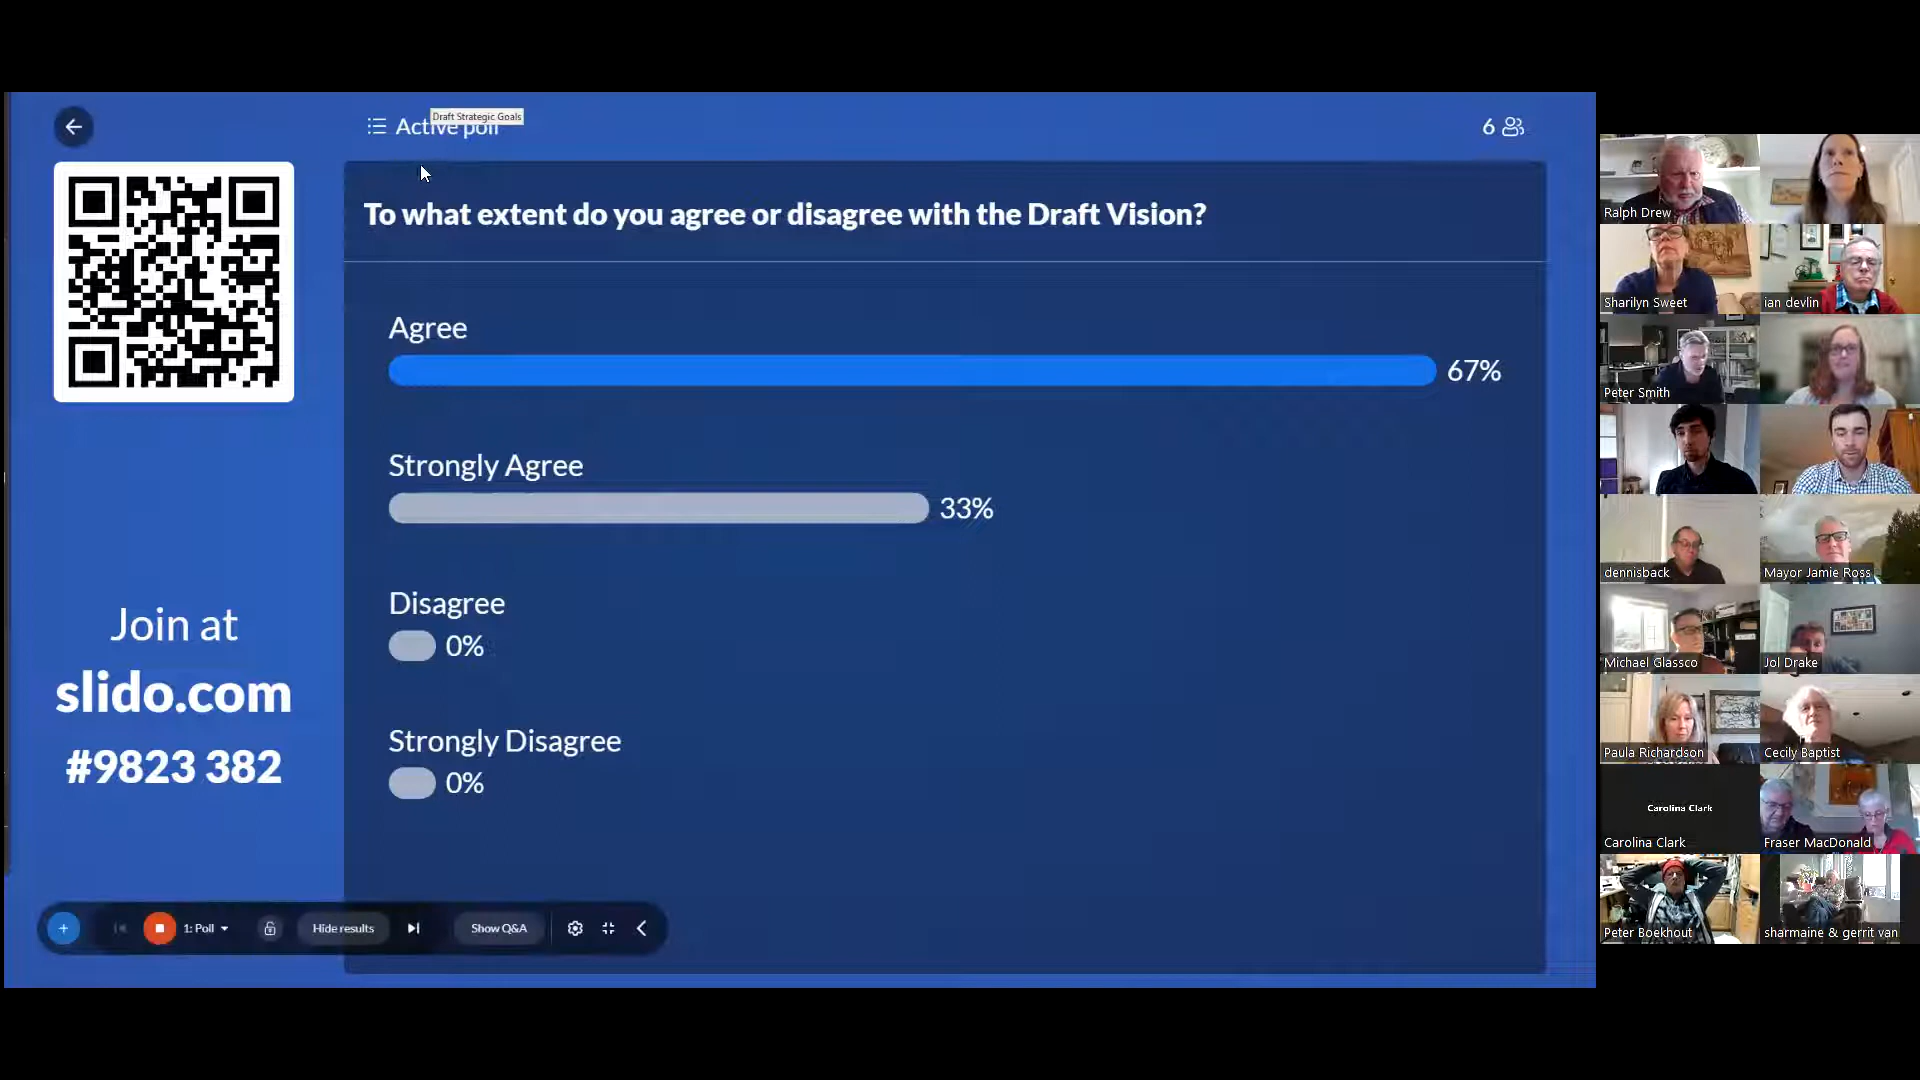 Active poll
Draft Strategic Goals
6
To what extent do you agree or disagree with the Draft Vision?
Agree
67%
Strongly Agree
33%
Disagree
0%
Strongly Disagree
0%
Join at
slido.com
#9823 382
1: Poll
Hide results
Show Q&A
Ralph Drew
Sharilyn Sweet
ian devlin
Peter Smith
dennisback
Mayor Jamie Ross
Michael Glassco
Jol Drake
Paula Richardson
Cecily Baptist
Carolina Clark
Carolina Clark
Fraser MacDonald
Peter Boekhout
sharmaine & gerrit van